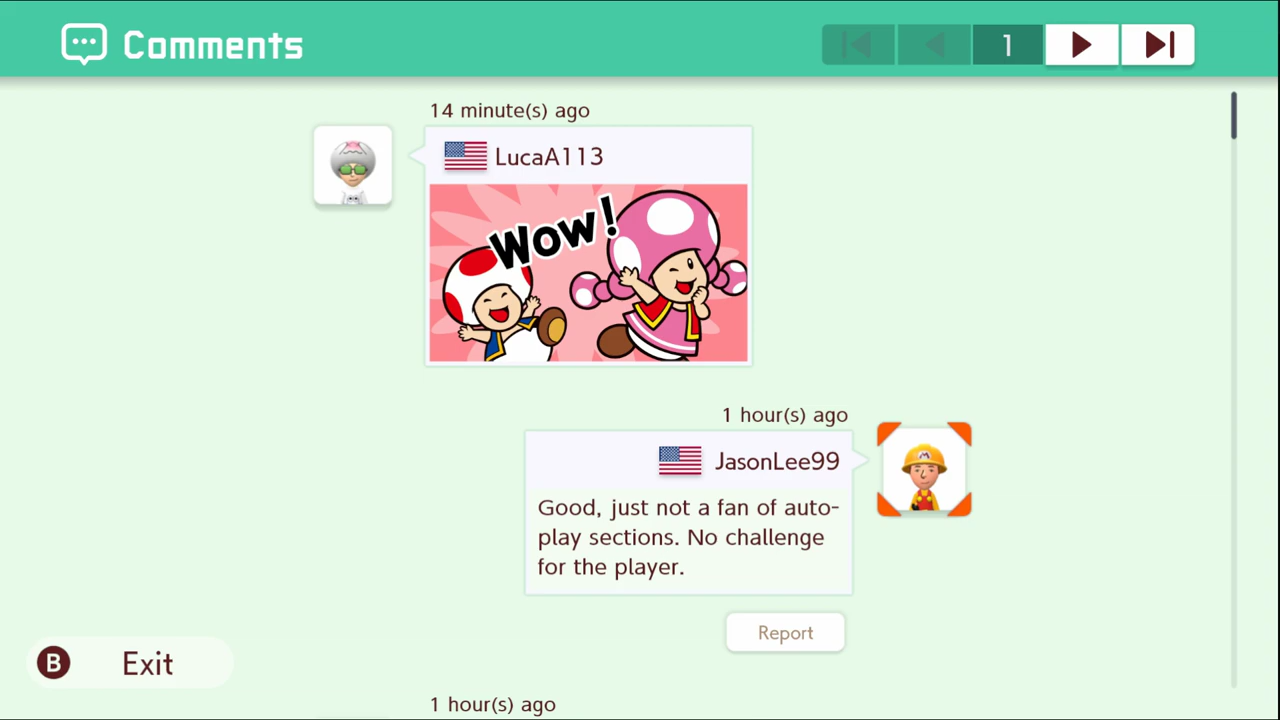 Comments
1
14 minute(s) ago
LucaA113
Wow!
1 hour(s) ago
JasonLee99
Good, just not a fan of auto-
play sections. No challenge
for the player.
Report
B Exit
1 hour(s) ago